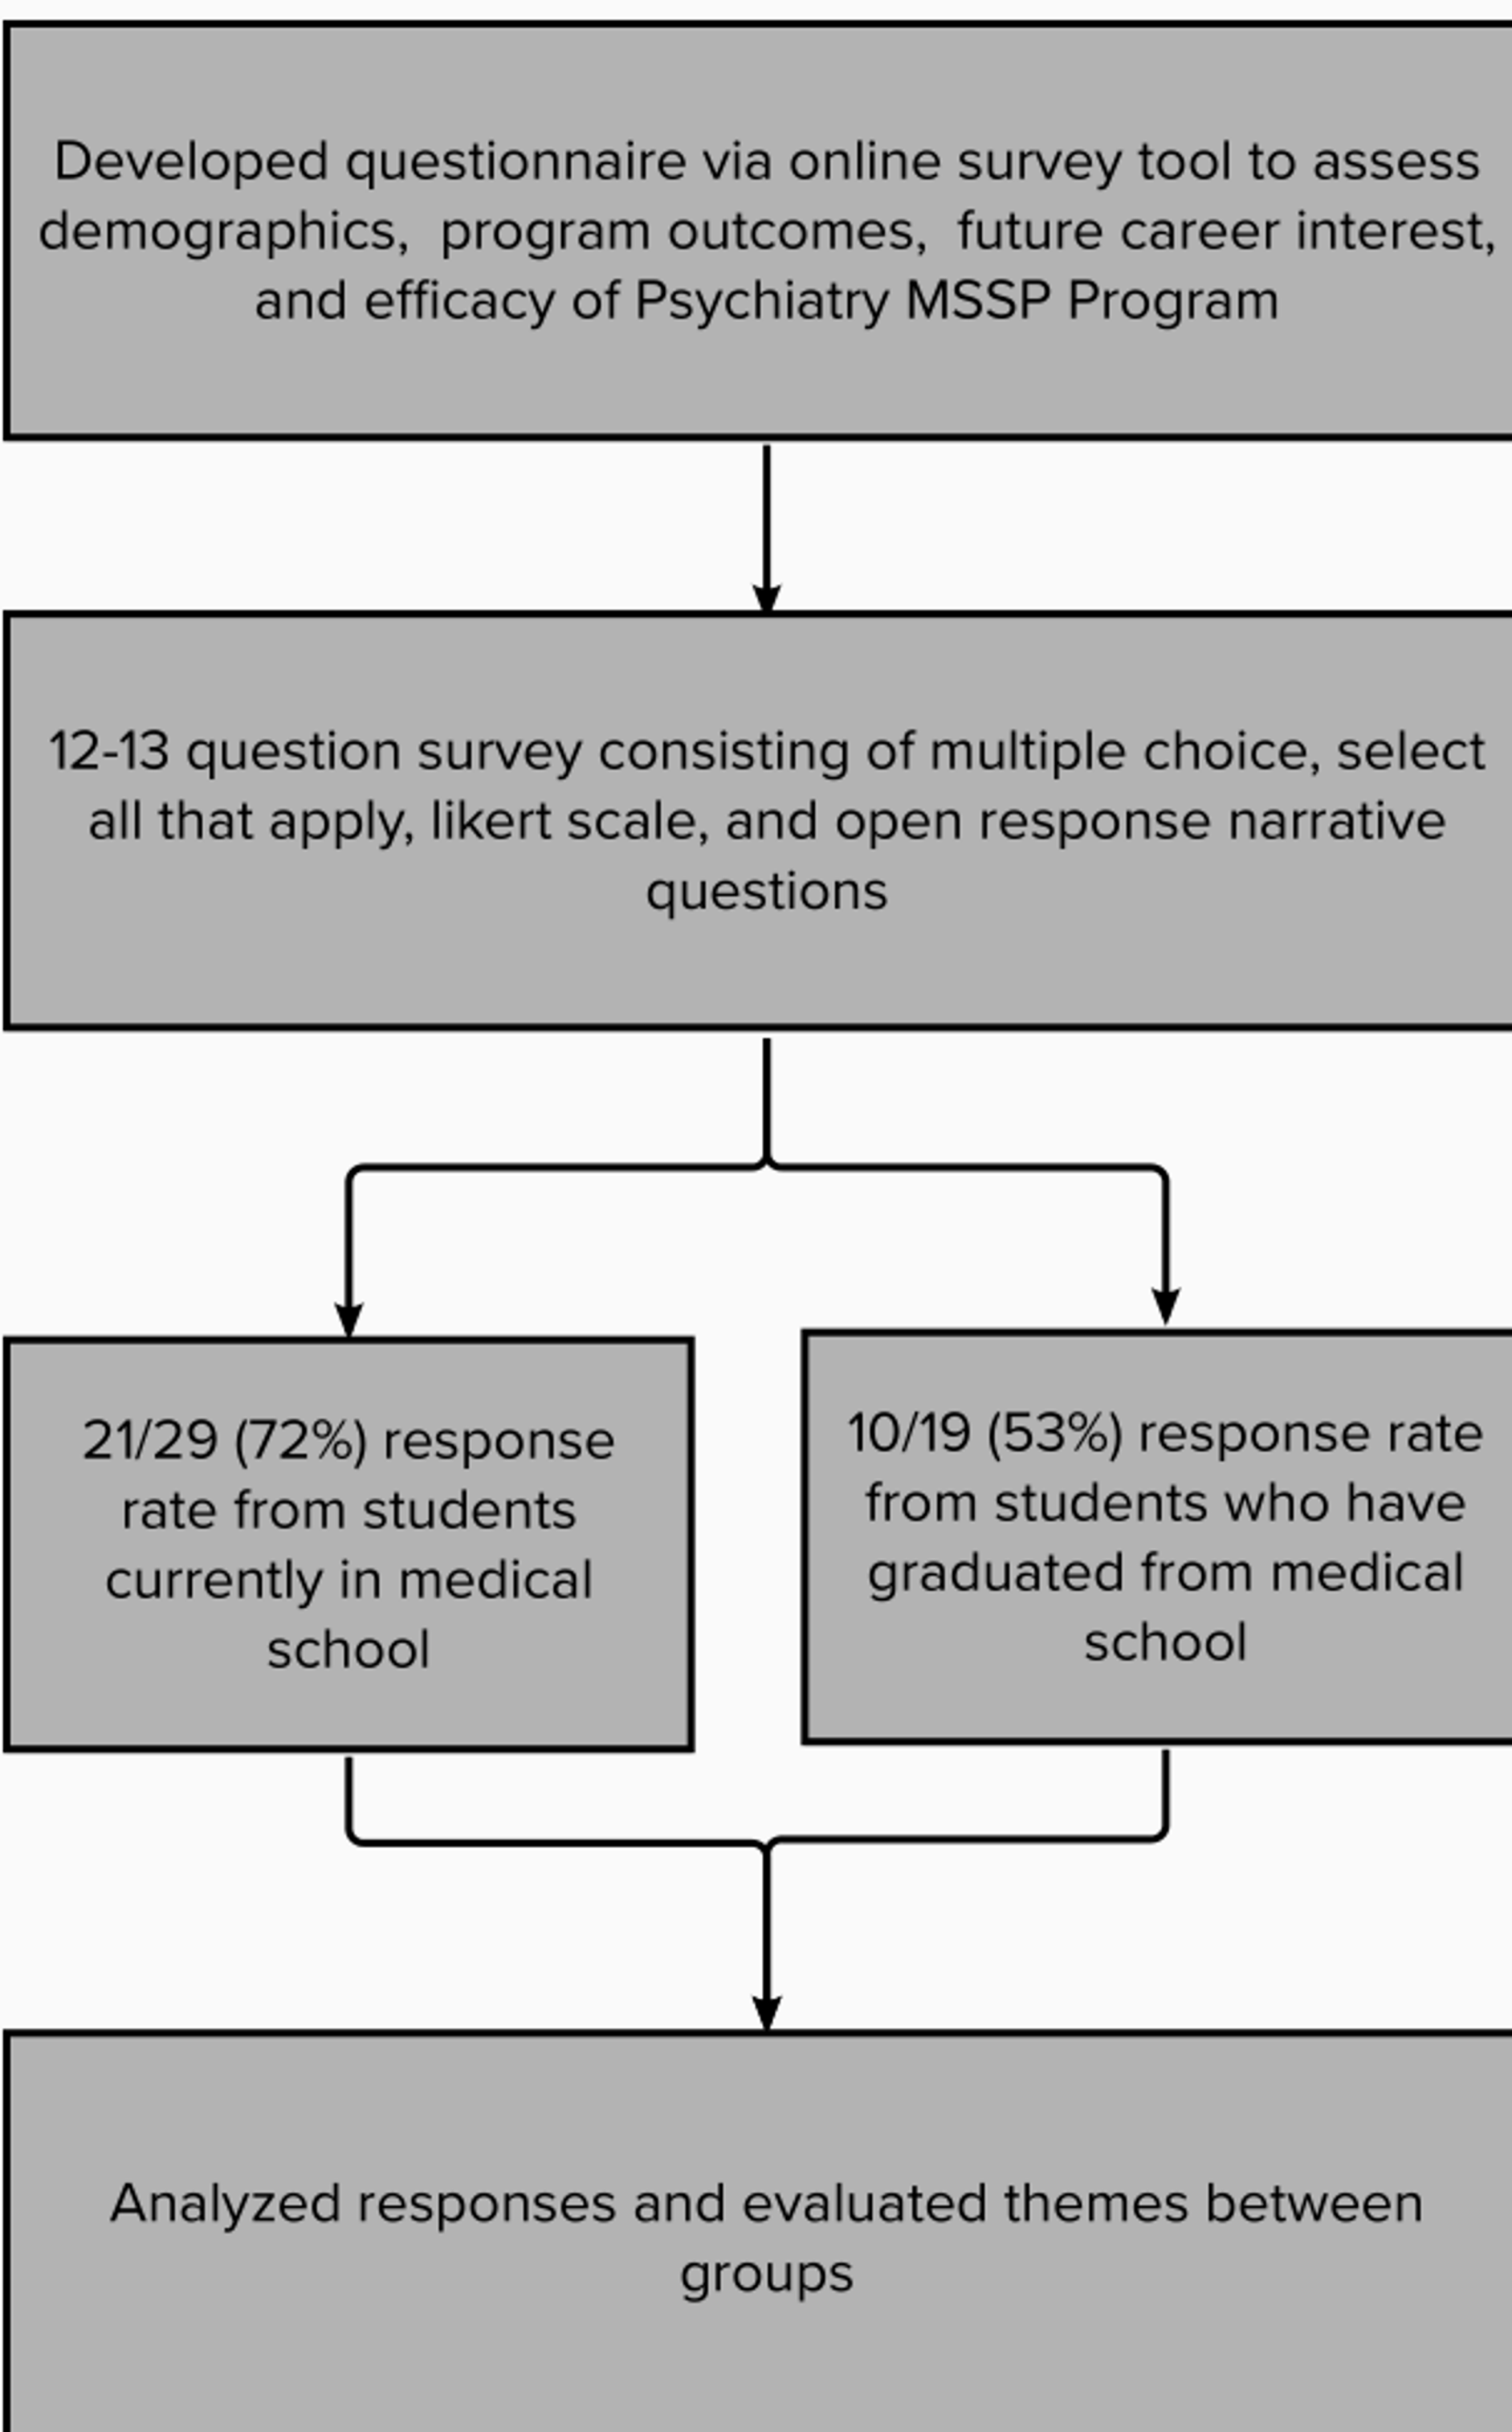 Developed questionnaire via online survey tool to assess
demographics,  program outcomes,  future career interest,
and efficacy of Psychiatry MSSP Program
12-13 question survey consisting of multiple choice, select
all that apply, likert scale, and open response narrative
questions
21/29 (72%) response
rate from students
currently in medical
school
10/19 (53%) response rate
from students who have
graduated from medical
school
Analyzed responses and evaluated themes between
groups